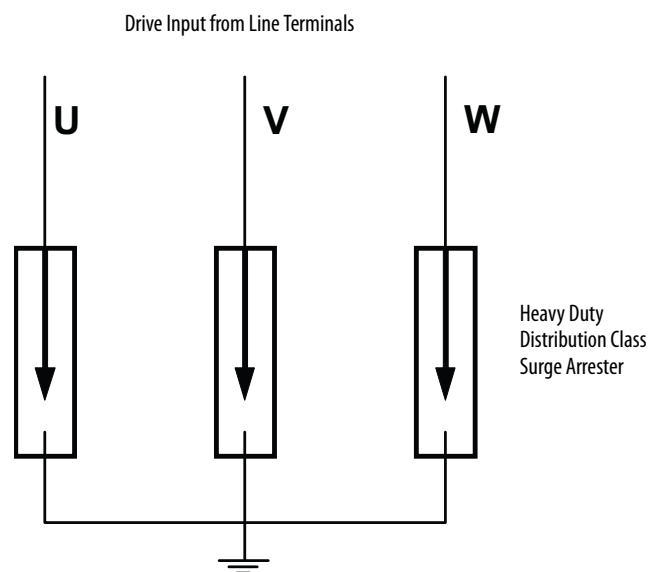 Drive Input from Line Terminals
U
V
W
Heavy Duty
Distribution Class
Surge Arrester